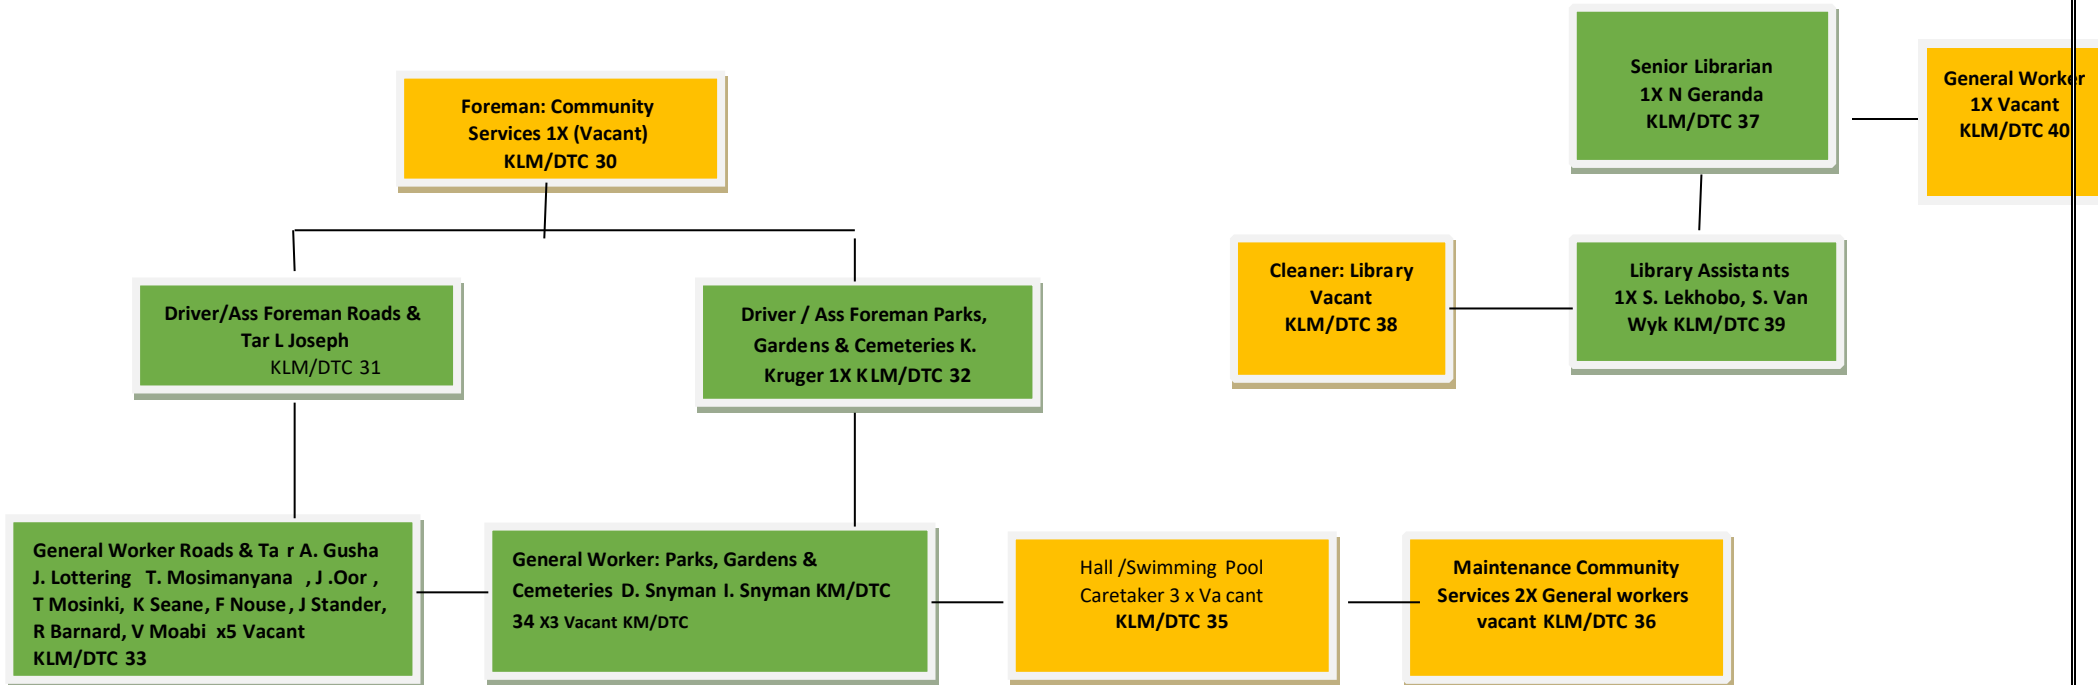 Foreman: Community
Services 1X (Vacant)
KLM/DTC 30
Senior Librarian
1X N Geranda
KLM/DTC 37
General Worker
1X Vacant
KLM/DTC 40
Driver/Ass Foreman Roads &
Tar L Joseph
KLM/DTC 31
Driver / Ass Foreman Parks,
Gardens & Cemeteries K.
Kruger 1X KLM/DTC 32
Cleaner: Library
Vacant
KLM/DTC 38
Library Assistants
1X S. Lekhobo, S. Van
Wyk KLM/DTC 39
General Worker Roads & Ta r A. Gusha
J. Lottering T. Mosimanyana , J .Oor ,
T Mosinki, K Seane, F Nouse , J Stander,
R Barnard, V Moabi x5 Vacant
KLM/DTC 33
General Worker: Parks, Gardens &
Cemeteries D. Snyman I. Snyman KM/DTC
34 X3 Vacant KM/DTC
Hall /Swimming Pool
Caretaker 3 x Va cant
KLM/DTC 35
Maintenance Community
Services 2X General workers
vacant KLM/DTC 36